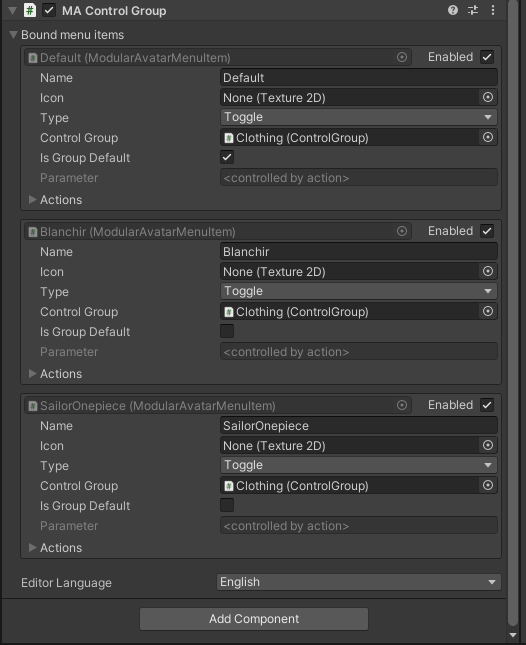 # MA Control Group
Bound menu items
# Default (ModularAvatarMenuItem) Enabled
Name Default
Icon None (Texture 2D)
Type Toggle
Control Group # Clothing (ControlGroup)
Is Group Default
Parameter <controlled by action>
Actions
# Blanchir (ModularAvatarMenuItem) Enabled
Name Blanchir
Icon None (Texture 2D)
Type Toggle
Control Group # Clothing (ControlGroup)
Is Group Default
Parameter <controlled by action>
Actions
# SailorOnepiece (ModularAvatarMenuItem) Enabled
Name SailorOnepiece
Icon None (Texture 2D)
Type Toggle
Control Group # Clothing (ControlGroup)
Is Group Default
Parameter <controlled by action>
Actions
Editor Language English
Add Component